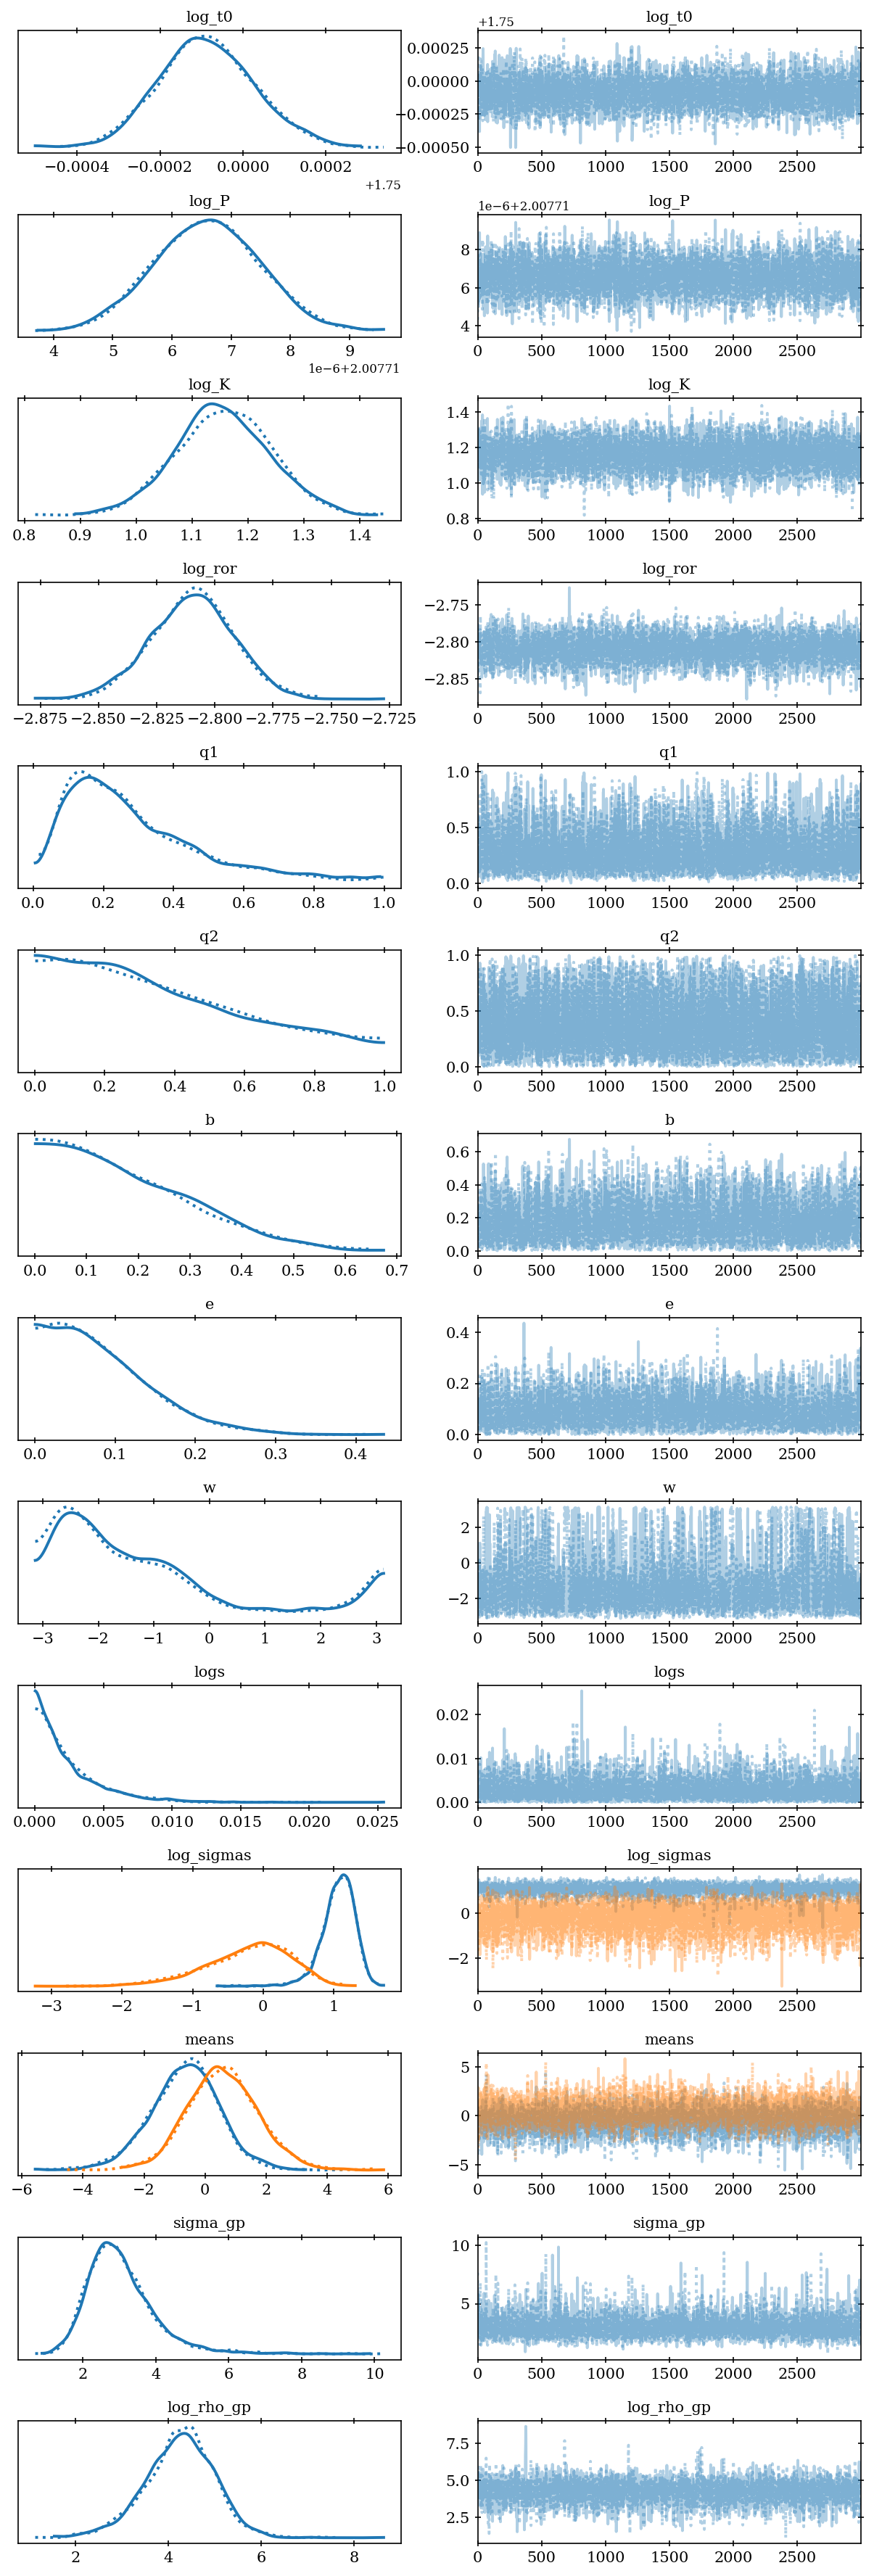 log_t0 log_t0
+1.75
0.00025
0.00000
−0.00025
−0.00050
−0.0004 −0.0002 0.0000 0.0002 0 500 1000 1500 2000 2500
+1.75
log_P log_P
1e-6+2.00771
8
6
4
4 5 6 7 8 9 0 500 1000 1500 2000 2500
1e-6+2.00771
log_K log_K
1.4
1.2
1.0
0.8
0.8 0.9 1.0 1.1 1.2 1.3 1.4 0 500 1000 1500 2000 2500
log_ror log_ror
−2.75
−2.80
−2.85
−2.875 −2.850 −2.825 −2.800 −2.775 −2.750 −2.725 0 500 1000 1500 2000 2500
q1 q1
1.0
0.5
0.0
0.0 0.2 0.4 0.6 0.8 1.0 0 500 1000 1500 2000 2500
q2 q2
1.0
0.5
0.0
0.0 0.2 0.4 0.6 0.8 1.0 0 500 1000 1500 2000 2500
b b
0.6
0.4
0.2
0.0
0.0 0.1 0.2 0.3 0.4 0.5 0.6 0.7 0 500 1000 1500 2000 2500
e e
0.4
0.2
0.0
0.0 0.1 0.2 0.3 0.4 0 500 1000 1500 2000 2500
w w
2
0
−2
−3 −2 −1 0 1 2 3 0 500 1000 1500 2000 2500
logs logs
0.02
0.01
0.00
0.000 0.005 0.010 0.015 0.020 0.025 0 500 1000 1500 2000 2500
log_sigmas log_sigmas
0
−2
−3 −2 −1 0 1 0 500 1000 1500 2000 2500
means means
5
0
−5
−6 −4 −2 0 2 4 6 0 500 1000 1500 2000 2500
sigma_gp sigma_gp
10
5
2 4 6 8 10 0 500 1000 1500 2000 2500
log_rho_gp log_rho_gp
7.5
5.0
2.5
2 4 6 8 0 500 1000 1500 2000 2500